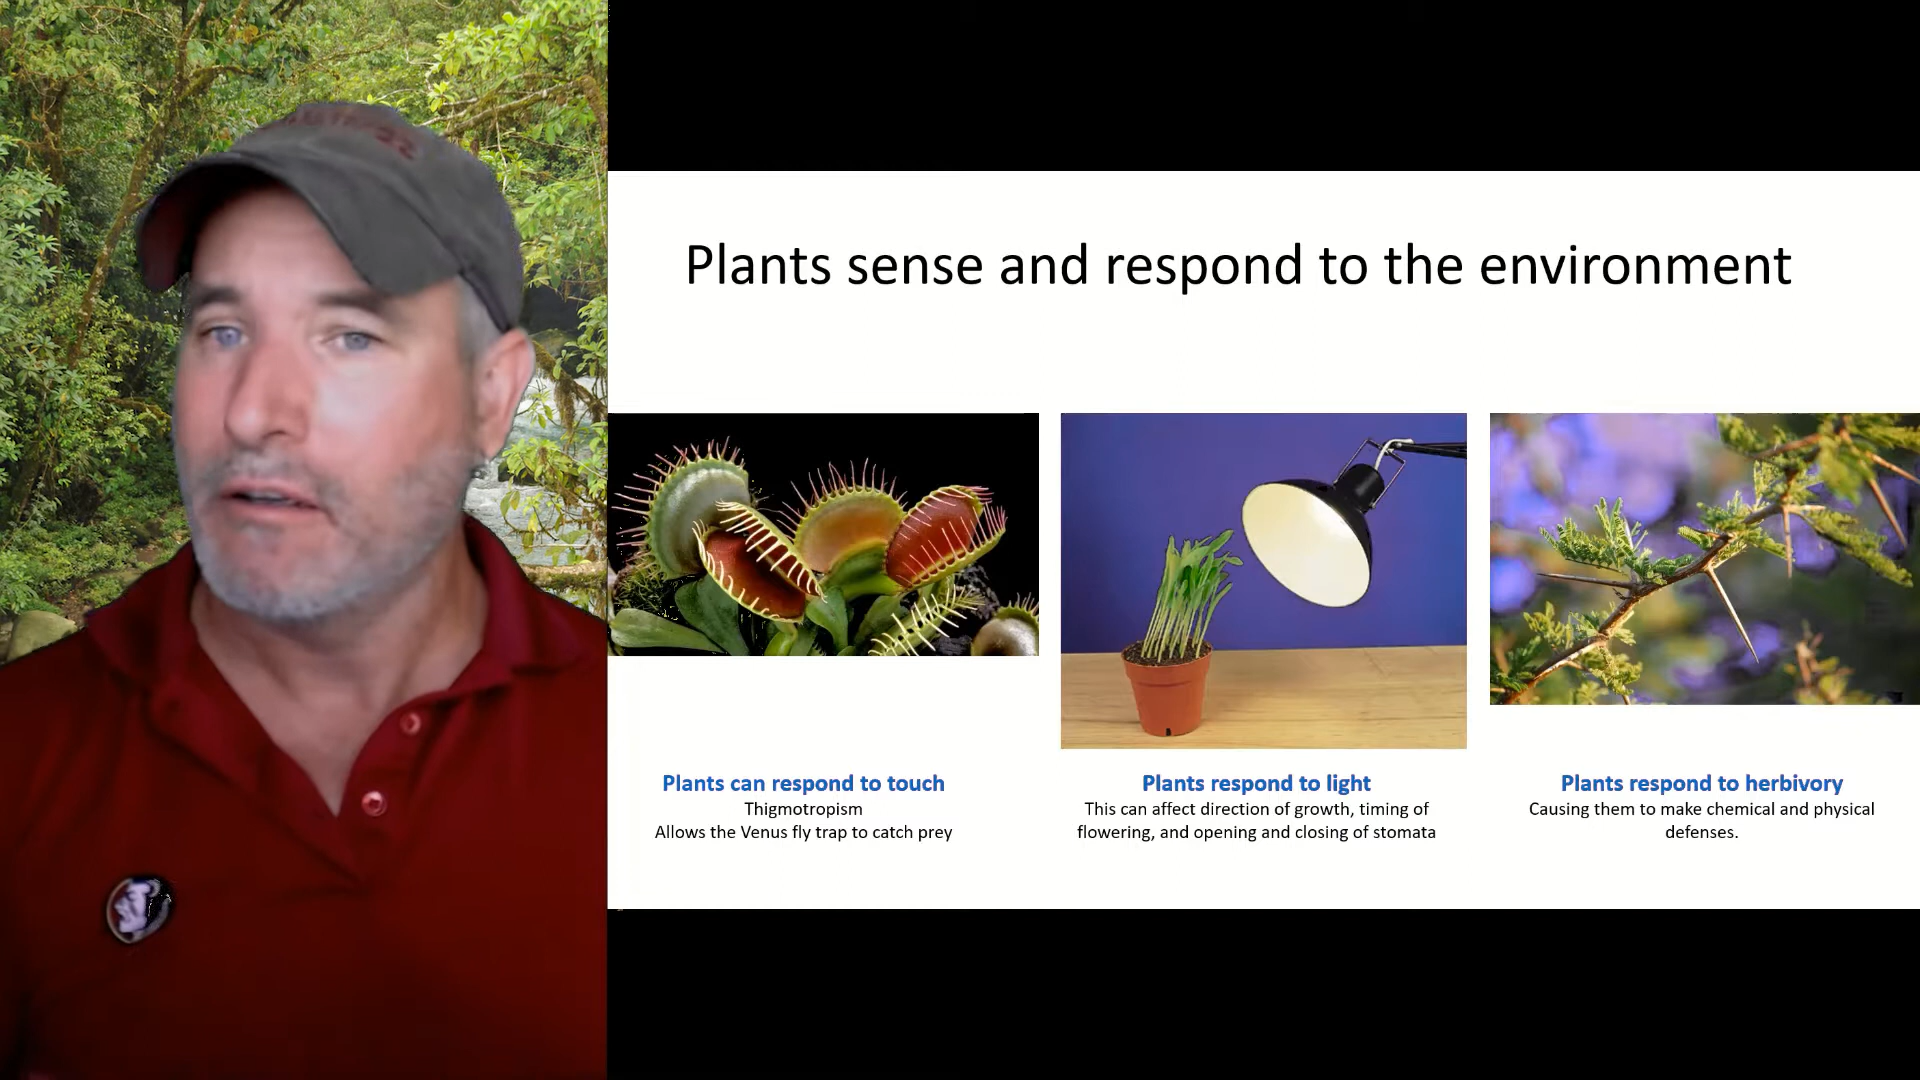 Plants sense and respond to the environment
Plants can respond to touch
Thigmotropism
Allows the Venus fly trap to catch prey
Plants respond to light
This can affect direction of growth, timing of
flowering, and opening and closing of stomata
Plants respond to herbivory
Causing them to make chemical and physical
defenses.